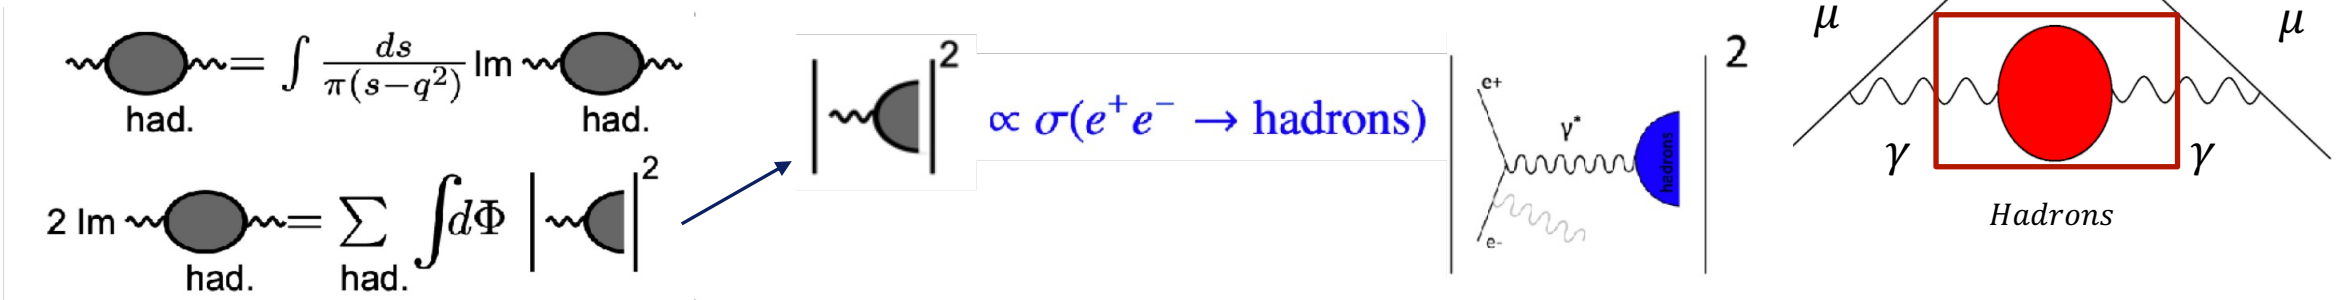 = ∫ ds / π(s−q²) Im
had. had.
2 Im = ∑ ∫dΦ | |²
had. had.
| |² ∝ σ(e⁺e⁻ → hadrons)
| |²
e+
γ*
hadrons
e-
μ μ
γ γ
Hadrons